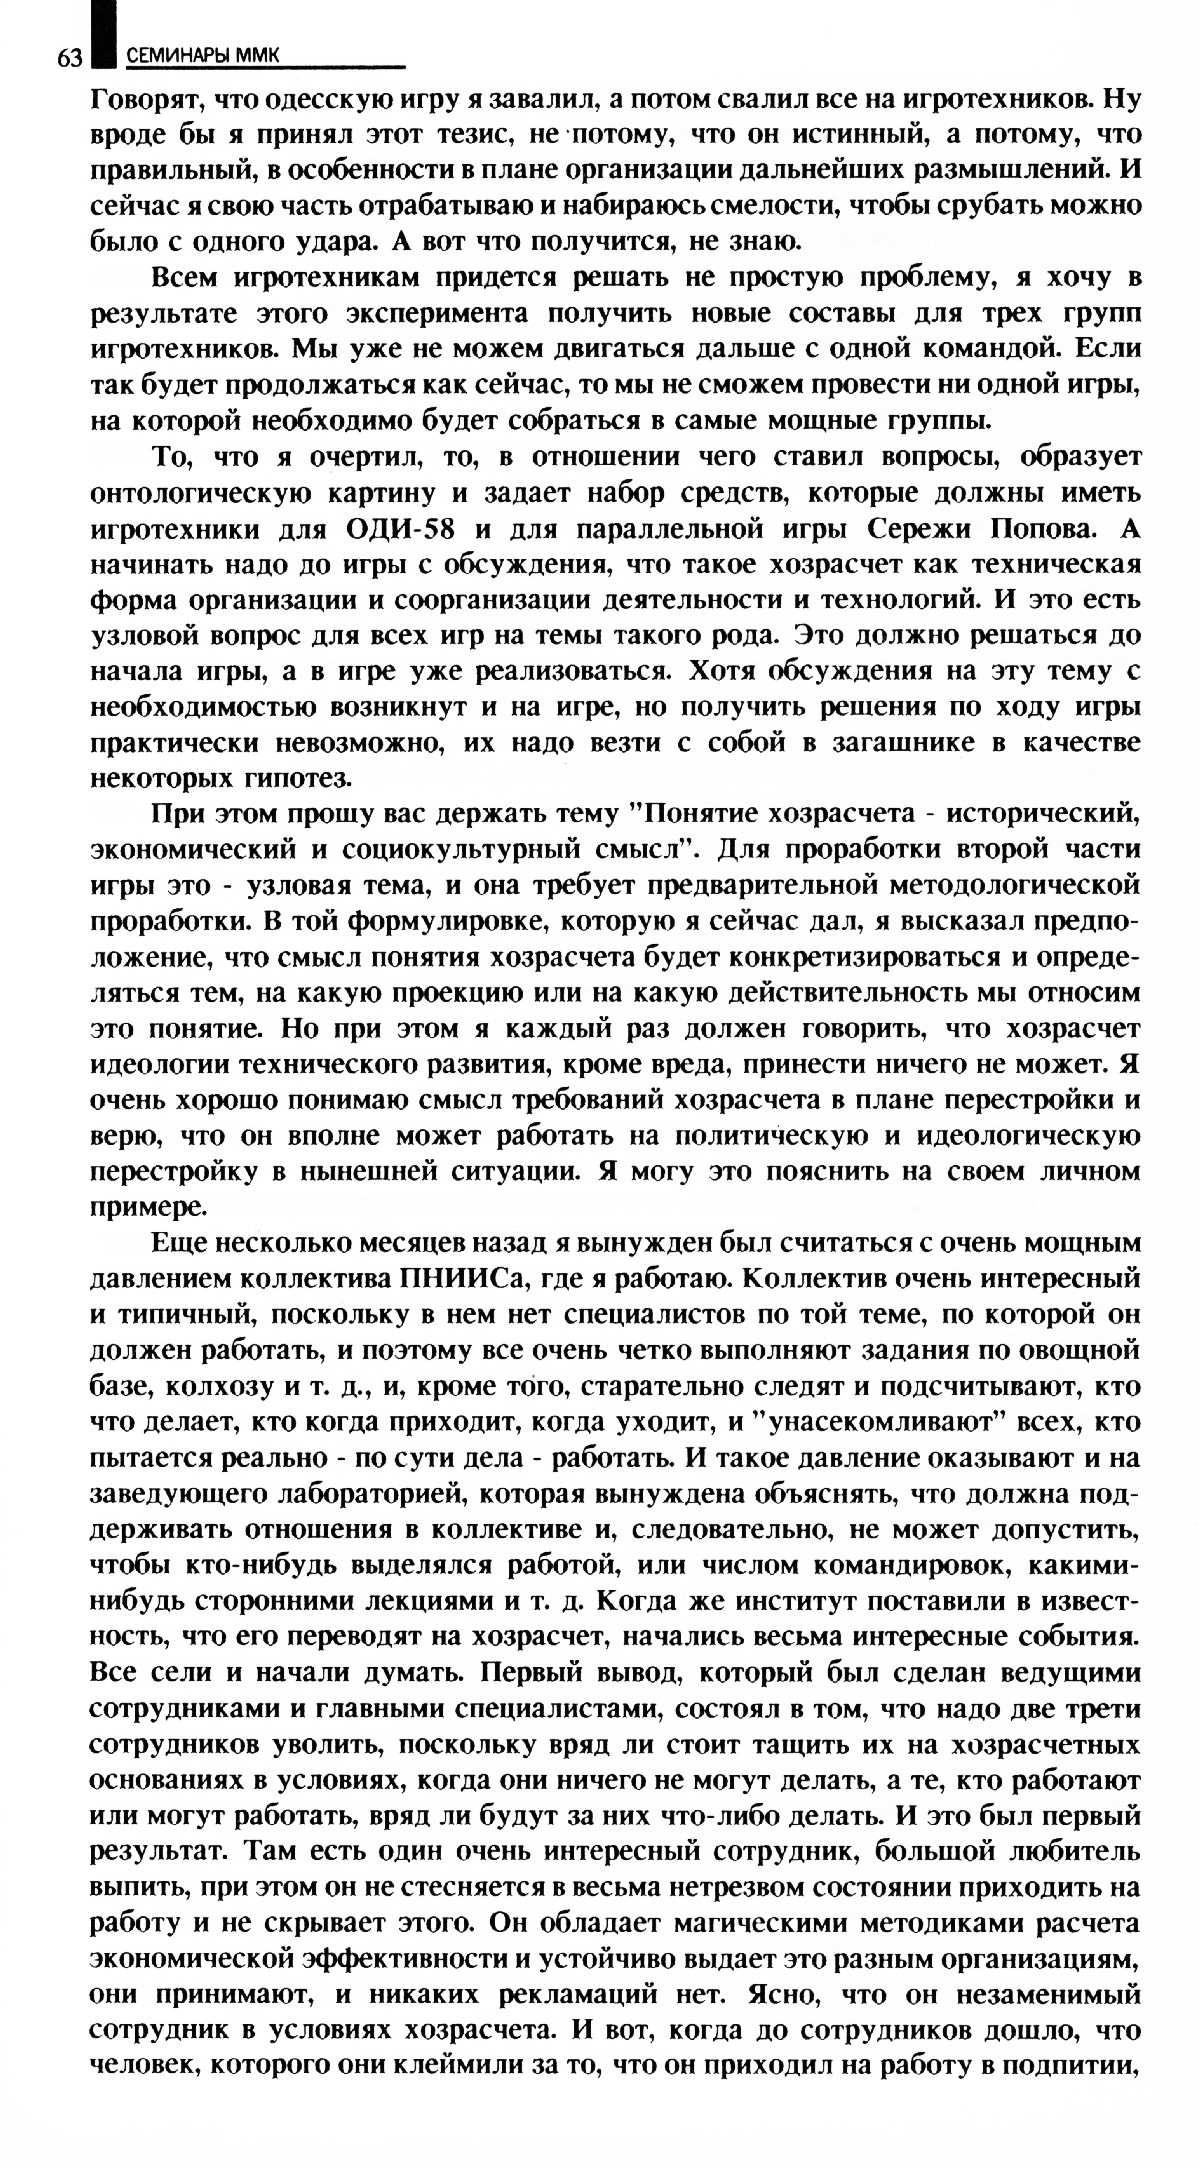 63 СЕМИНАРЫ ММК
Говорят, что одесскую игру я завалил, а потом свалил все на игротехников. Ну
вроде бы я принял этот тезис, не потому, что он истинный, а потому, что
правильный, в особенности в плане организации дальнейших размышлений. И
сейчас я свою часть отрабатываю и набираюсь смелости, чтобы срубать можно
было с одного удара. А вот что получится, не знаю.
Всем игротехникам придется решать не простую проблему, я хочу в
результате этого эксперимента получить новые составы для трех групп
игротехников. Мы уже не можем двигаться дальше с одной командой. Если
так будет продолжаться как сейчас, то мы не сможем провести ни одной игры,
на которой необходимо будет собраться в самые мощные группы.
То, что я очертил, то, в отношении чего ставил вопросы, образует
онтологическую картину и задает набор средств, которые должны иметь
игротехники для ОДИ-58 и для параллельной игры Сережи Попова. А
начинать надо до игры с обсуждения, что такое хозрасчет как техническая
форма организации и соорганизации деятельности и технологий. И это есть
узловой вопрос для всех игр на темы такого рода. Это должно решаться до
начала игры, а в игре уже реализоваться. Хотя обсуждения на эту тему с
необходимостью возникнут и на игре, но получить решения по ходу игры
практически невозможно, их надо везти с собой в загашнике в качестве
некоторых гипотез.
При этом прошу вас держать тему "Понятие хозрасчета - исторический,
экономический и социокультурный смысл". Для проработки второй части
игры это - узловая тема, и она требует предварительной методологической
проработки. В той формулировке, которую я сейчас дал, я высказал предпо-
ложение, что смысл понятия хозрасчета будет конкретизироваться и опреде-
ляться тем, на какую проекцию или на какую действительность мы относим
это понятие. Но при этом я каждый раз должен говорить, что хозрасчет
идеологии технического развития, кроме вреда, принести ничего не может. Я
очень хорошо понимаю смысл требований хозрасчета в плане перестройки и
верю, что он вполне может работать на политическую и идеологическую
перестройку в нынешней ситуации. Я могу это пояснить на своем личном
примере.
Еще несколько месяцев назад я вынужден был считаться с очень мощным
давлением коллектива ПНИИСа, где я работаю. Коллектив очень интересный
и типичный, поскольку в нем нет специалистов по той теме, по которой он
должен работать, и поэтому все очень четко выполняют задания по овощной
базе, колхозу и т. д., и, кроме того, старательно следят и подсчитывают, кто
что делает, кто когда приходит, когда уходит, и "унасекомливают" всех, кто
пытается реально - по сути дела - работать. И такое давление оказывают и на
заведующего лабораторией, которая вынуждена объяснять, что должна под-
держивать отношения в коллективе и, следовательно, не может допустить,
чтобы кто-нибудь выделялся работой, или числом командировок, какими-
нибудь сторонними лекциями и т. д. Когда же институт поставили в извест-
ность, что его переводят на хозрасчет, начались весьма интересные события.
Все сели и начали думать. Первый вывод, который был сделан ведущими
сотрудниками и главными специалистами, состоял в том, что надо две трети
сотрудников уволить, поскольку вряд ли стоит тащить их на хозрасчетных
основаниях в условиях, когда они ничего не могут делать, а те, кто работают
или могут работать, вряд ли будут за них что-либо делать. И это был первый
результат. Там есть один очень интересный сотрудник, большой любитель
выпить, при этом он не стесняется в весьма нетрезвом состоянии приходить на
работу и не скрывает этого. Он обладает магическими методиками расчета
экономической эффективности и устойчиво выдает это разным организациям,
они принимают, и никаких рекламаций нет. Ясно, что он незаменимый
сотрудник в условиях хозрасчета. И вот, когда до сотрудников дошло, что
человек, которого они клеймили за то, что он приходил на работу в подпитии,